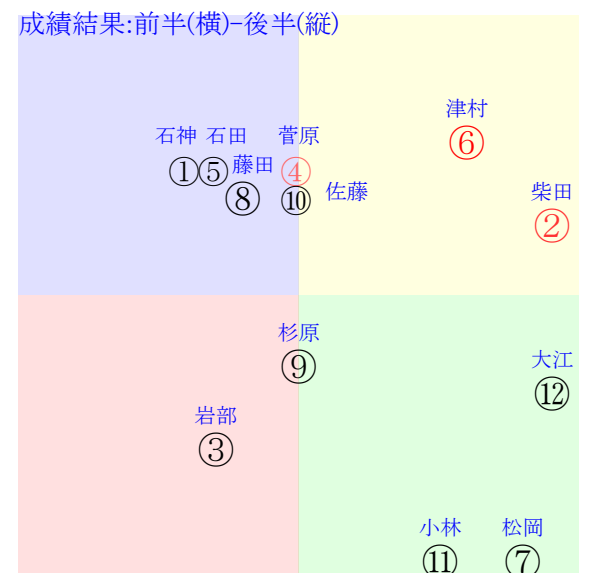 成績結果:前半(横)-後半(縦)
津村
⑥
石神 石田 菅原
藤田
①⑤ ④
柴田
佐藤
⑧ ⑩
②
杉原
⑨
大江
⑫
岩部
③
小林 松岡
⑪ ⑦